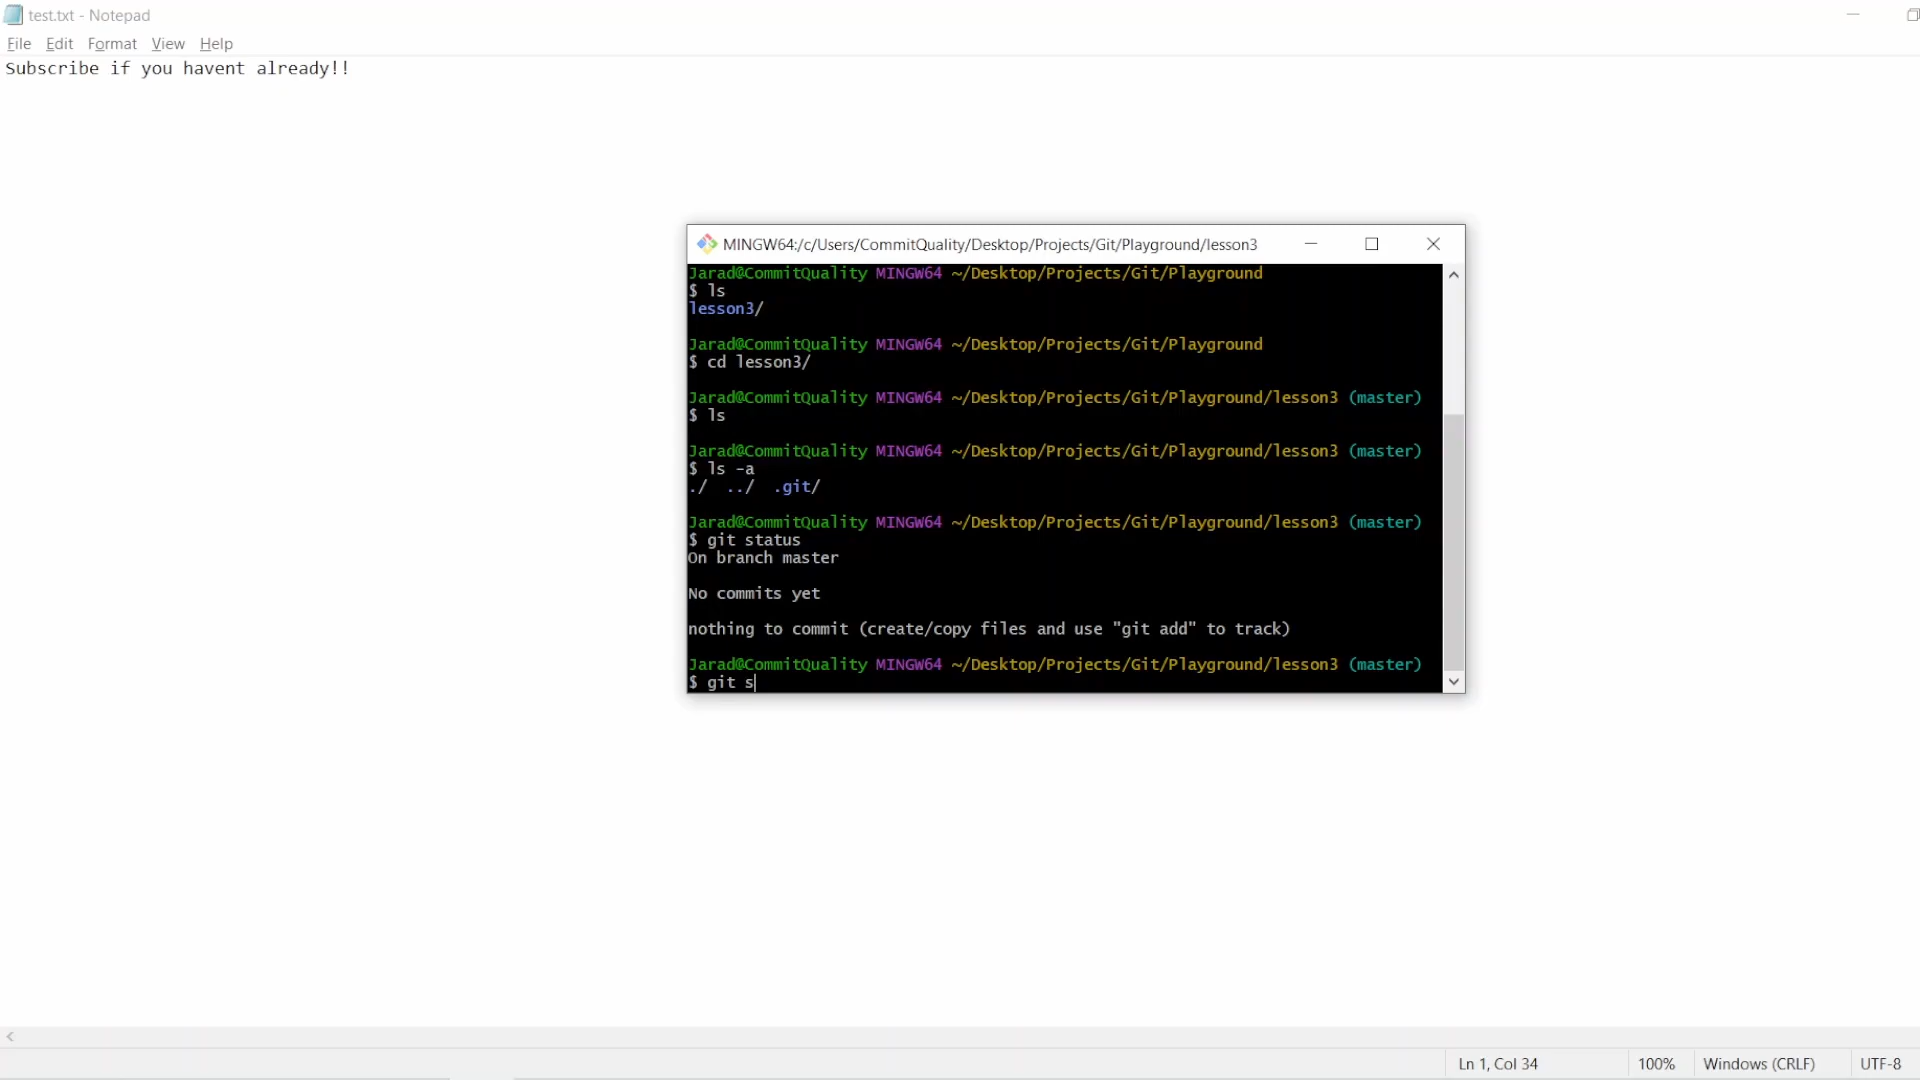 test.txt - Notepad
File Edit Format View Help
Subscribe if you havent already!!
MINGW64:/c/Users/CommitQuality/Desktop/Projects/Git/Playground/lesson3
Jarad@CommitQuality MINGW64 ~/Desktop/Projects/Git/Playground
$ ls
lesson3/
Jarad@CommitQuality MINGW64 ~/Desktop/Projects/Git/Playground
$ cd lesson3/
Jarad@CommitQuality MINGW64 ~/Desktop/Projects/Git/Playground/lesson3 (master)
$ ls
Jarad@CommitQuality MINGW64 ~/Desktop/Projects/Git/Playground/lesson3 (master)
$ ls -a
./ ../ .git/
Jarad@CommitQuality MINGW64 ~/Desktop/Projects/Git/Playground/lesson3 (master)
$ git status
On branch master
No commits yet
nothing to commit (create/copy files and use "git add" to track)
Jarad@CommitQuality MINGW64 ~/Desktop/Projects/Git/Playground/lesson3 (master)
$ git s
Ln 1, Col 34 100% Windows (CRLF) UTF-8